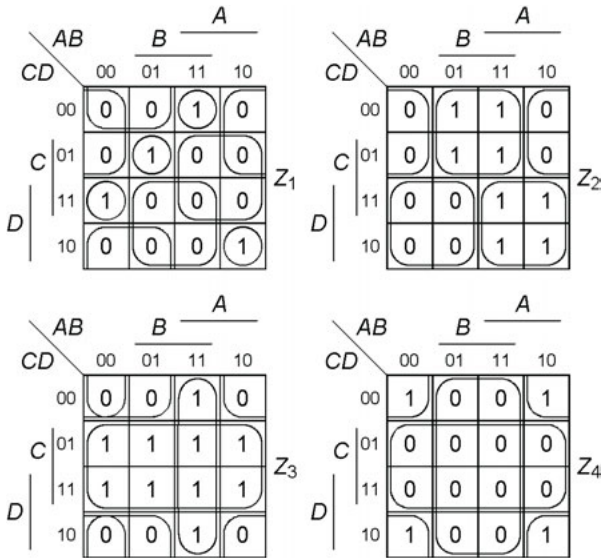 A
AB B
CD 00 01 11 10
00 0 0 1 0
C 01 0 1 0 0
Z1
D 11 1 0 0 0
10 0 0 0 1
A
AB B
CD 00 01 11 10
00 0 1 1 0
C 01 0 1 1 0
Z2
D 11 0 0 1 1
10 0 0 1 1
A
AB B
CD 00 01 11 10
00 0 0 1 0
C 01 1 1 1 1
Z3
D 11 1 1 1 1
10 0 0 1 0
A
AB B
CD 00 01 11 10
00 1 0 0 1
C 01 0 0 0 0
Z4
D 11 0 0 0 0
10 1 0 0 1